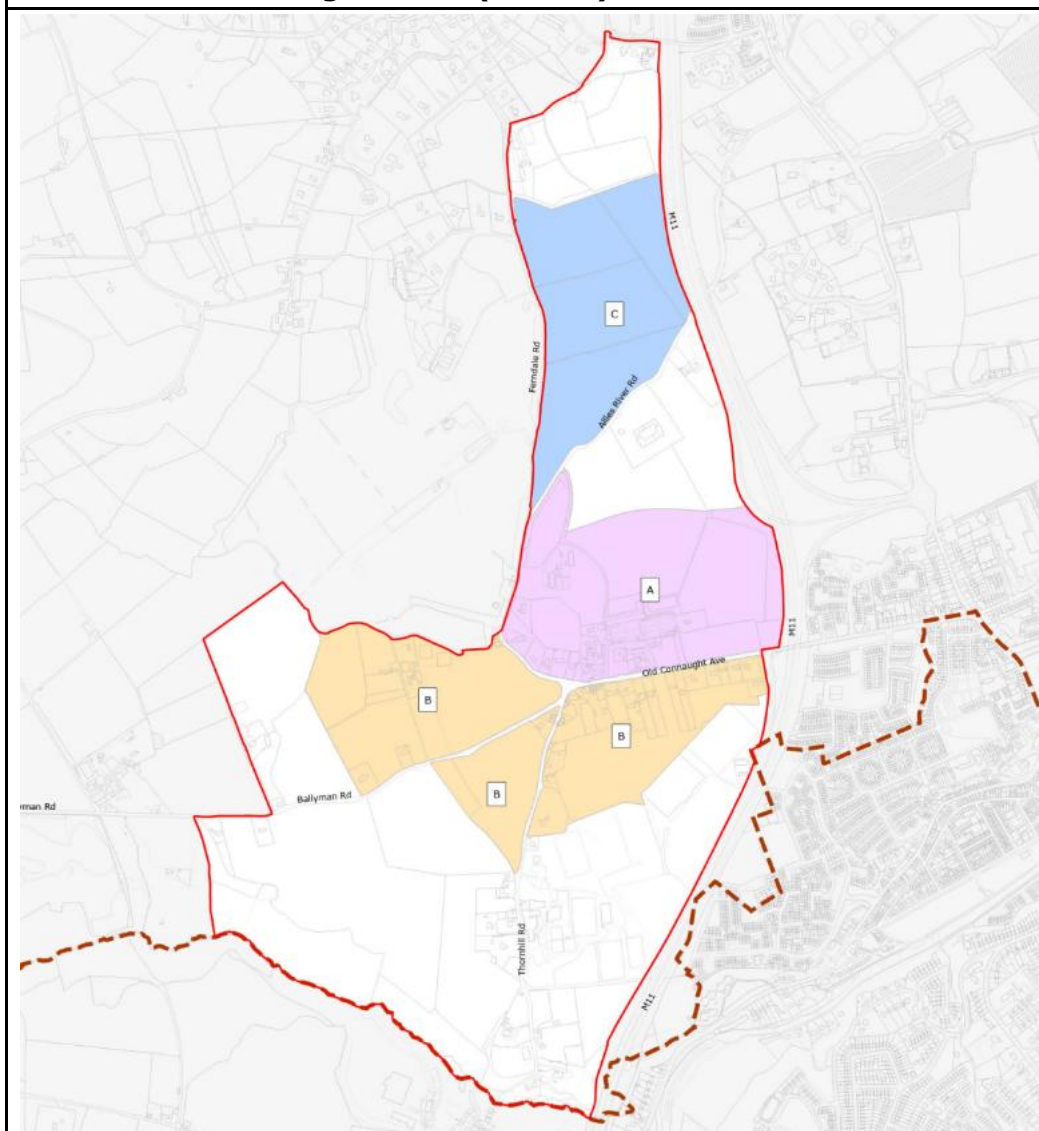 M11
C
Ferndale Rd
Allies River Rd
A
M11
Old Connaught Ave
B
B
B
Ballyman Rd
Thornhill Rd
M11